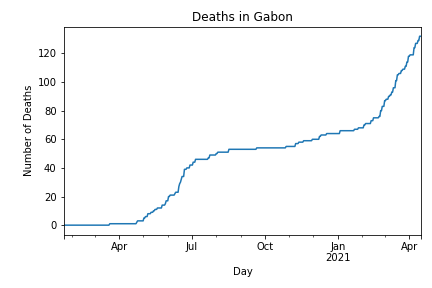 Deaths in Gabon
Number of Deaths
120
100
80
60
40
20
0
Apr
Jul
Oct
Jan
2021
Apr
Day